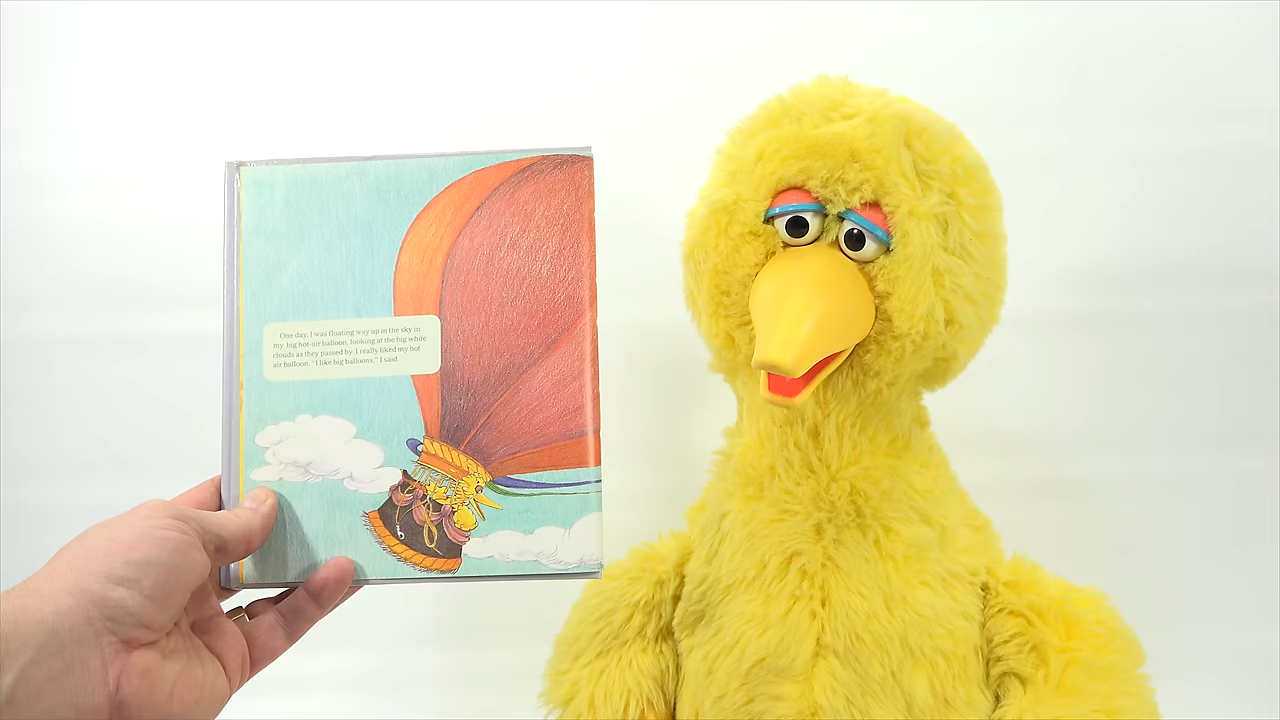 One day, I was floating way up in the sky in
my big hot-air balloon, looking at the big white
clouds as they passed by. I really liked my hot
air balloon. "I like big balloons," I said.